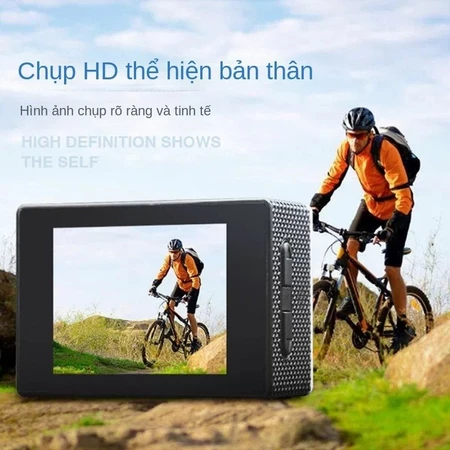 Chụp HD thể hiện bản thân
Hình ảnh chụp rõ ràng và tinh tế
HIGH DEFINITION SHOWS
THE SELF